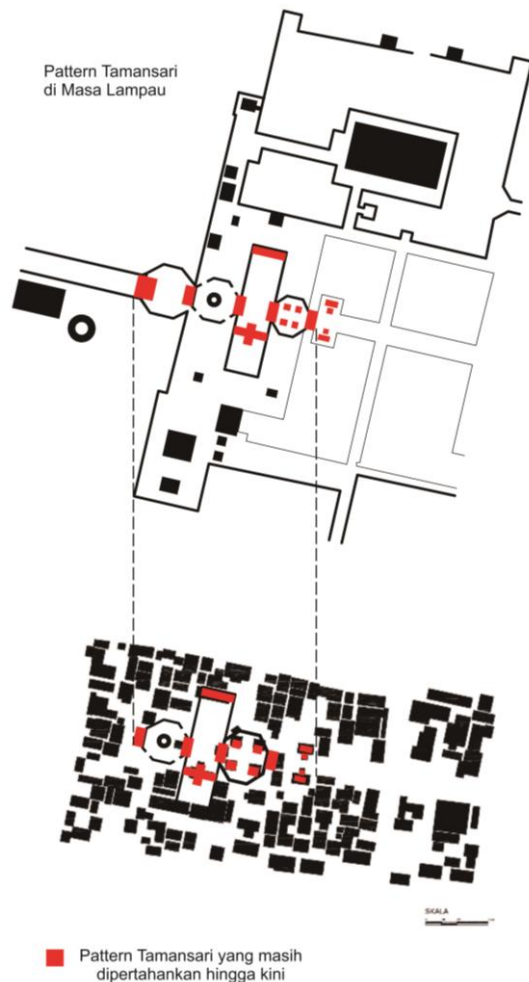 Pattern Tamansari
di Masa Lampau
SKALA
Pattern Tamansari yang masih
dipertahankan hingga kini